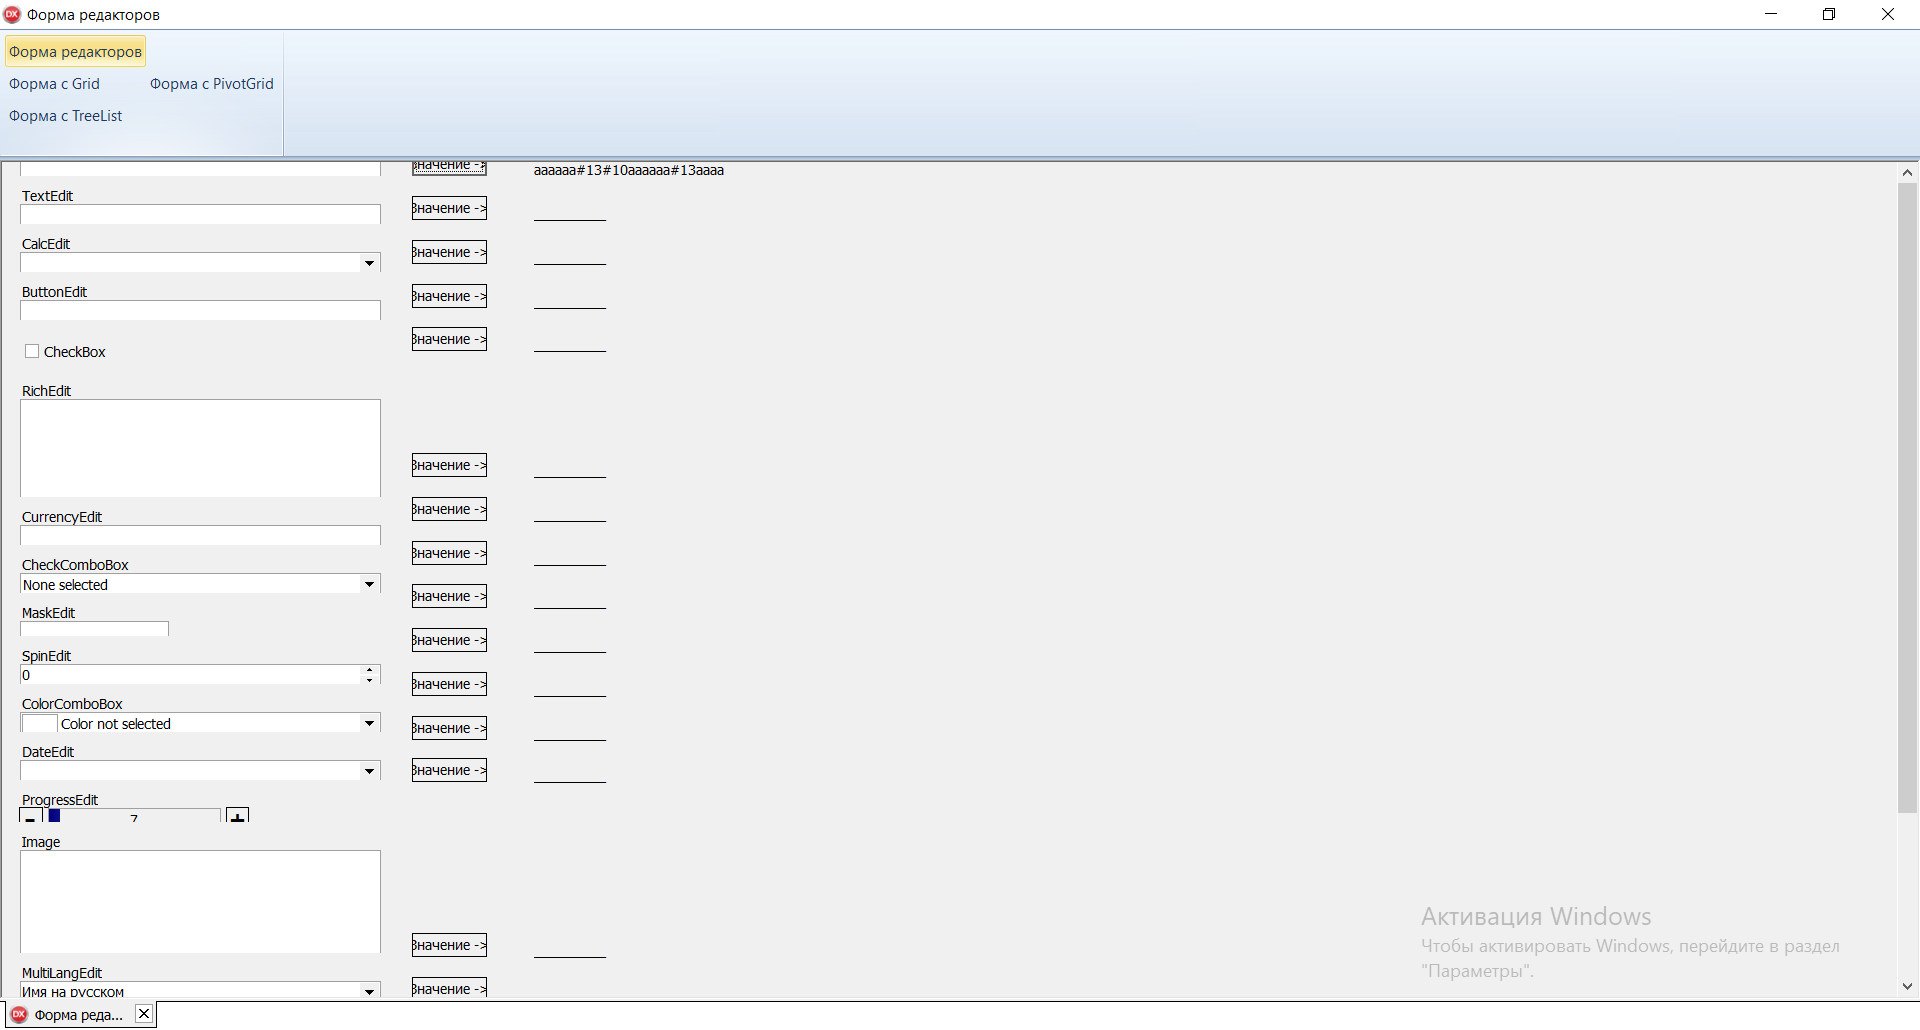 Форма редакторов
Форма редакторов
Форма с Grid
Форма с PivotGrid
Форма с TreeList
Значение ->
aaaaaa#13#10aaaaaa#13aaaa
TextEdit
Значение ->
CalcEdit
Значение ->
ButtonEdit
Значение ->
Значение ->
CheckBox
RichEdit
Значение ->
Значение ->
CurrencyEdit
Значение ->
CheckComboBox
None selected
Значение ->
MaskEdit
Значение ->
SpinEdit
0
Значение ->
ColorComboBox
Color not selected
Значение ->
DateEdit
Значение ->
ProgressEdit
- 7 +
Image
Значение ->
MultiLangEdit
Имя на русском
Значение ->
Активация Windows
Чтобы активировать Windows, перейдите в раздел
"Параметры".
Форма реда...